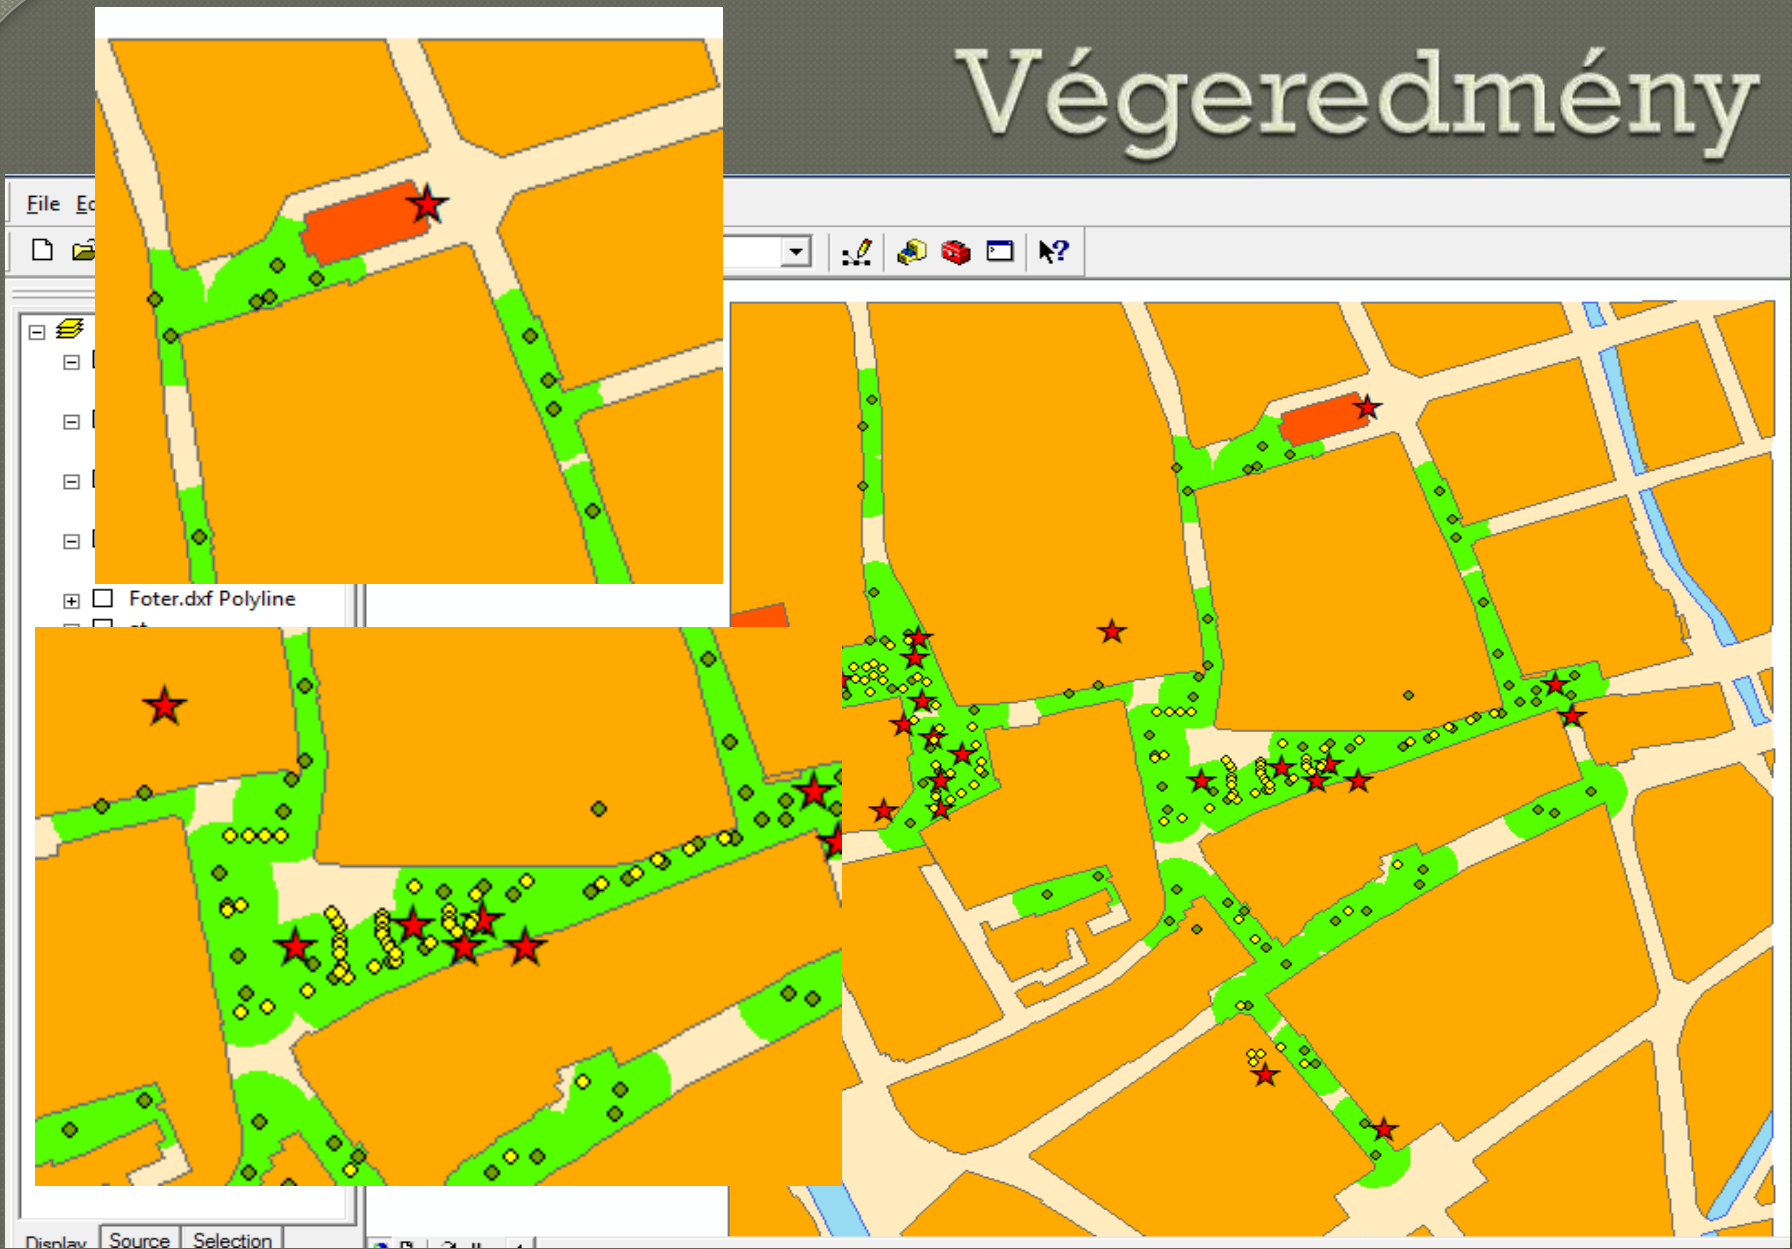 Végeredmény
File
Foter.dxf Polyline
Display
Source
Selection